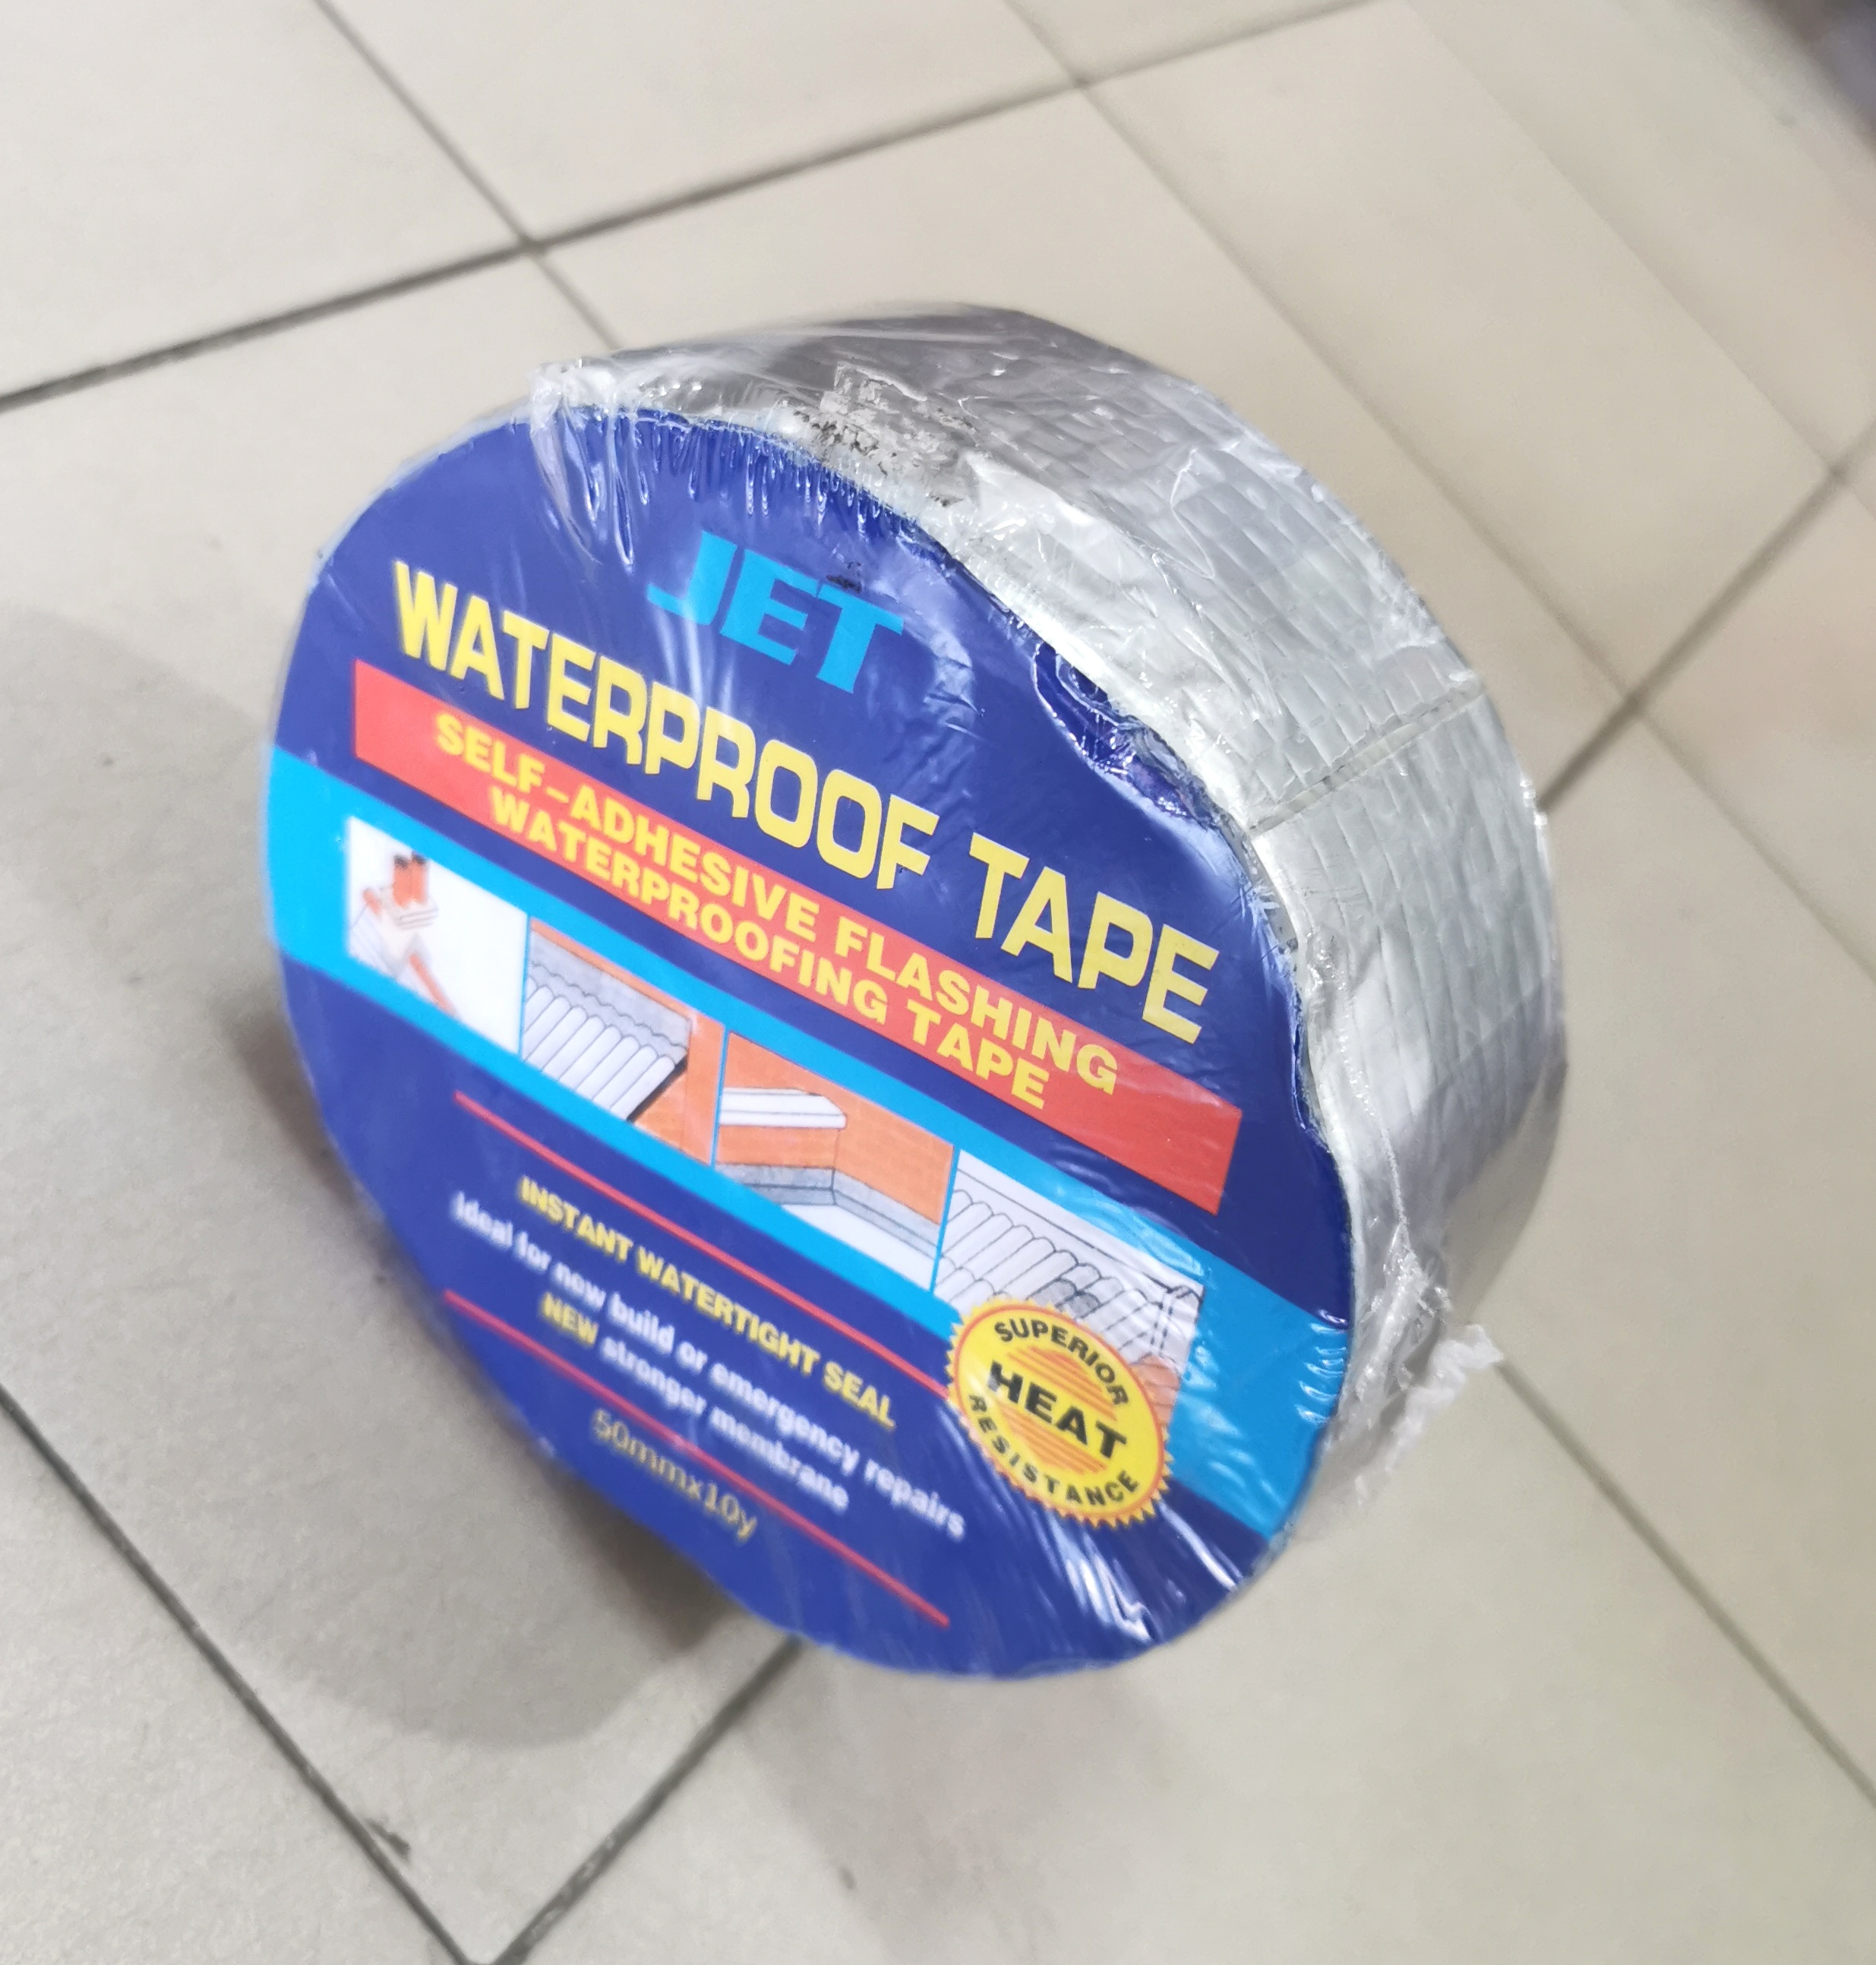 JET
WATERPROOF TAPE
SELF-ADHESIVE FLASHING
WATERPROOFING TAPE
INSTANT WATERTIGHT SEAL
Ideal for new build or emergency repairs
NEW stronger membrane
50mmx10y
SUPERIOR
HEAT
RESISTANCE